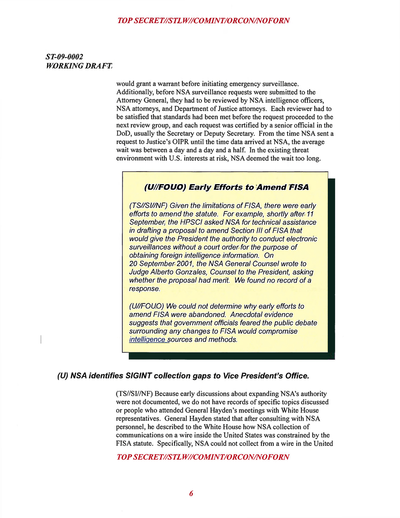 TOP SECRET//STLW//COMINT/ORCON/NOFORN
ST-09-0002
WORKING DRAFT
would grant a warrant before initiating emergency surveillance.
Additionally, before NSA surveillance requests were submitted to the
Attorney General, they had to be reviewed by NSA intelligence officers,
NSA attorneys, and Department of Justice attorneys. Each reviewer had to
be satisfied that standards had been met before the request proceeded to the
next review group, and each request was certified by a senior official in the
DoD, usually the Secretary or Deputy Secretary. From the time NSA sent a
request to Justice's OIPR until the time data arrived at NSA, the average
wait was between a day and a day and a half. In the existing threat
environment with U.S. interests at risk, NSA deemed the wait too long.
(U//FOUO) Early Efforts to Amend FISA
(TS//SI//NF) Given the limitations of FISA, there were early
efforts to amend the statute. For example, shortly after 11
September, the HPSCI asked NSA for technical assistance
in drafting a proposal to amend Section III of FISA that
would give the President the authority to conduct electronic
surveillances without a court order for the purpose of
obtaining foreign intelligence information. On
20 September 2001, the NSA General Counsel wrote to
Judge Alberto Gonzales, Counsel to the President, asking
whether the proposal had merit. We found no record of a
response.
(U//FOUO) We could not determine why early efforts to
amend FISA were abandoned. Anecdotal evidence
suggests that government officials feared the public debate
surrounding any changes to FISA would compromise
intelligence sources and methods.
(U) NSA identifies SIGINT collection gaps to Vice President's Office.
(TS//SI//NF) Because early discussions about expanding NSA's authority
were not documented, we do not have records of specific topics discussed
or people who attended General Hayden's meetings with White House
representatives. General Hayden stated that after consulting with NSA
personnel, he described to the White House how NSA collection of
communications on a wire inside the United States was constrained by the
FISA statute. Specifically, NSA could not collect from a wire in the United
TOP SECRET//STLW//COMINT/ORCON/NOFORN
6